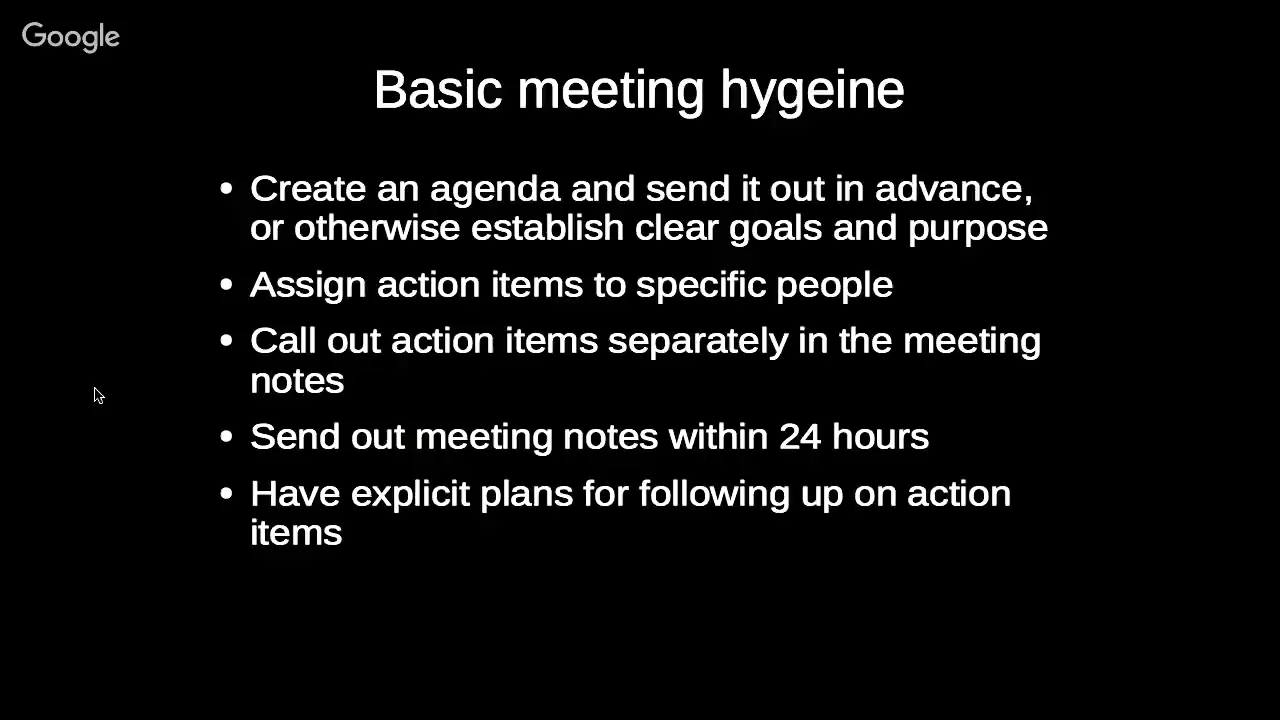 Google
Basic meeting hygeine
• Create an agenda and send it out in advance,
or otherwise establish clear goals and purpose
• Assign action items to specific people
• Call out action items separately in the meeting
notes
• Send out meeting notes within 24 hours
• Have explicit plans for following up on action
items